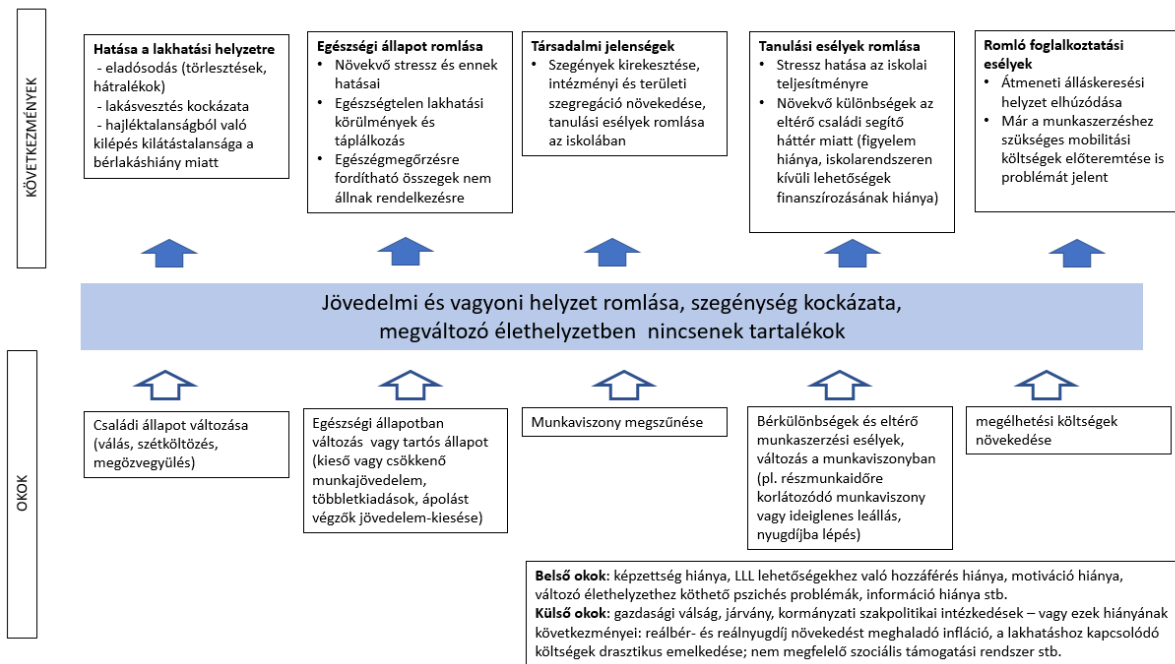 KÖVETKEZMÉNYEK
Hatása a lakhatási helyzetre
- eladósodás (törlesztések,
hátralékok)
- lakásvesztés kockázata
- hajléktalanságból való
kilépés kilátástalansága a
bérlakáshiány miatt
Egészségi állapot romlása
• Növekvő stressz és ennek
hatásai
• Egészségtelen lakhatási
körülmények és
táplálkozás
• Egészségmegőrzésre
fordítható összegek nem
állnak rendelkezésre
Társadalmi jelenségek
• Szegények kirekesztése,
intézményi és területi
szegregáció növekedése,
tanulási esélyek romlása
az iskolában
Tanulási esélyek romlása
• Stressz hatása az iskolai
teljesítményre
• Növekvő különbségek az
eltérő családi segítő
háttér miatt (figyelem
hiánya, iskolarendszeren
kívüli lehetőségek
finanszírozásának hiánya)
Romló foglalkoztatási
esélyek
• Átmeneti álláskeresési
helyzet elhúzódása
• Már a munkaszerzéshez
szükséges mobilitási
költségek előteremtése is
problémát jelent
Jövedelmi és vagyoni helyzet romlása, szegénység kockázata,
megváltozó élethelyzetben nincsenek tartalékok
OKOK
Családi állapot változása
(válás, szétköltözés,
megözvegyülés)
Egészségi állapotban
változás vagy tartós állapot
(kieső vagy csökkenő
munkajövedelem,
többletkiadások, ápolást
végzők jövedelem-kiesése)
Munkaviszony megszűnése
Bérkülönbségek és eltérő
munkaszerzési esélyek,
változás a munkaviszonyban
(pl. részmunkaidőre
korlátozódó munkaviszony
vagy ideiglenes leállás,
nyugdíjba lépés)
megélhetési költségek
növekedése
Belső okok: képzettség hiánya, LLL lehetőségekhez való hozzáférés hiánya, motiváció hiánya,
változó élethelyzethez köthető pszichés problémák, információ hiánya stb.
Külső okok: gazdasági válság, járvány, kormányzati szakpolitikai intézkedések – vagy ezek hiányának
következményei: reálbér- és reálnyugdíj növekedést meghaladó infláció, a lakhatáshoz kapcsolódó
költségek drasztikus emelkedése; nem megfelelő szociális támogatási rendszer stb.